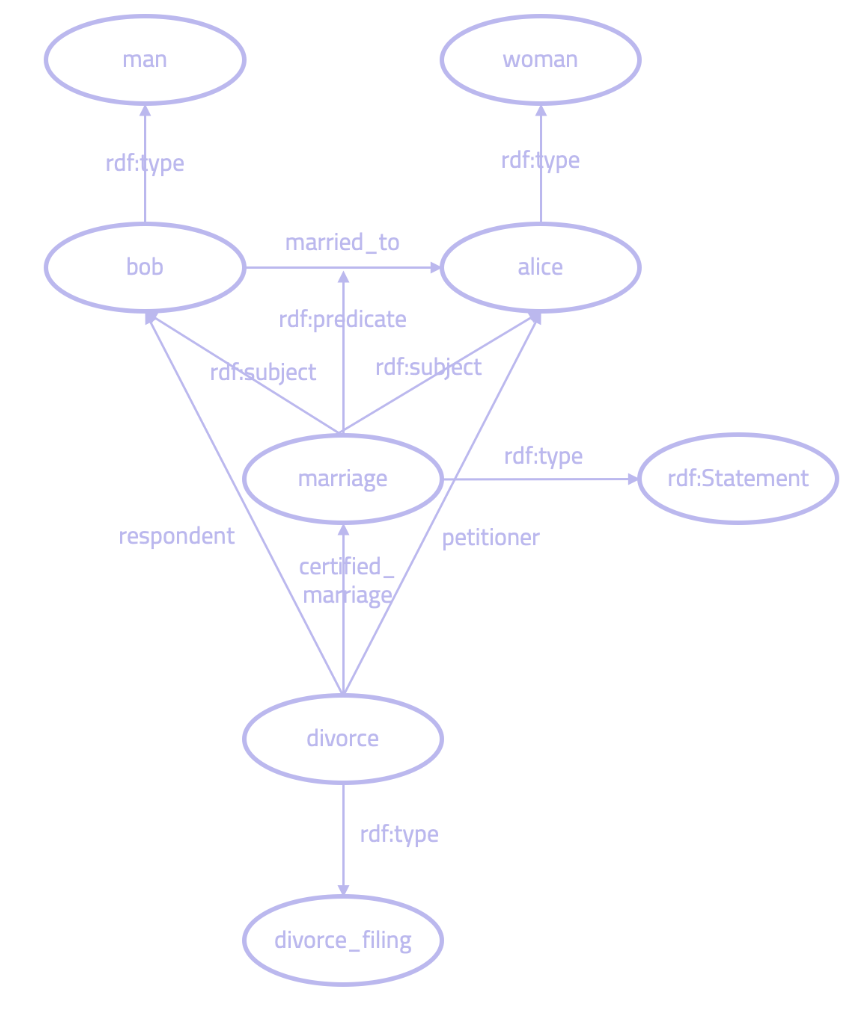 man
woman
rdf:type
rdf:type
married_to
bob
alice
rdf:predicate
rdf:subject
rdf:subject
rdf:type
marriage
rdf:Statement
respondent
petitioner
certified_
marriage
divorce
rdf:type
divorce_filing